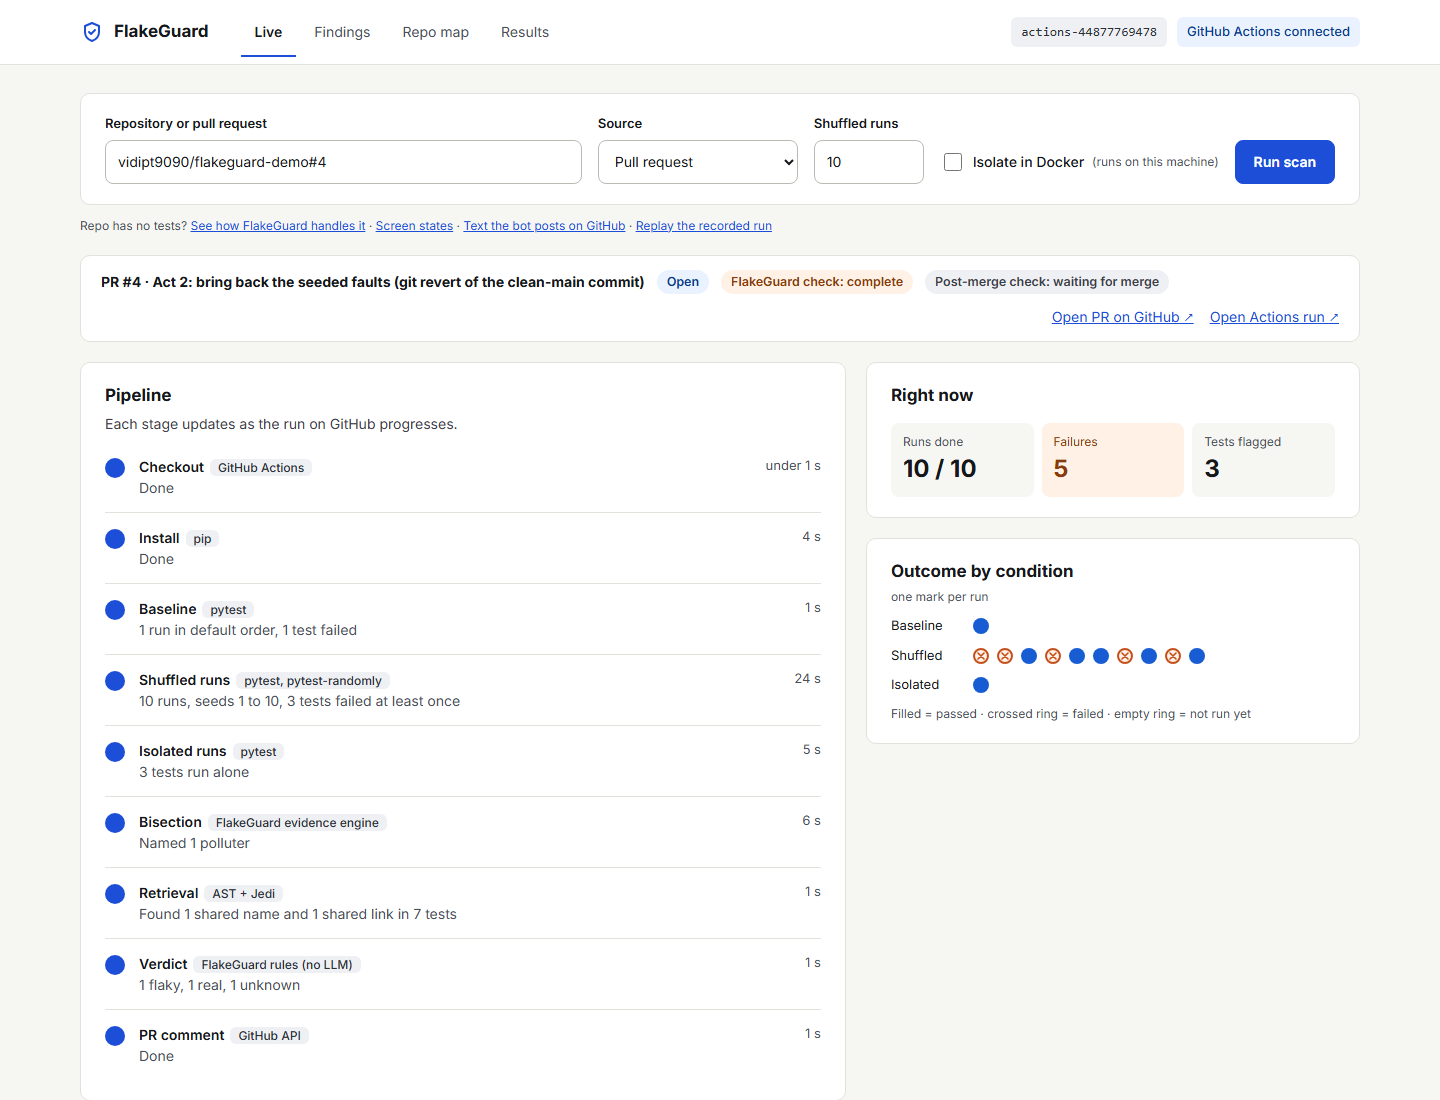 FlakeGuard
Live
Findings
Repo map
Results
actions-44877769478
GitHub Actions connected
Repository or pull request
Source
Shuffled runs
vidipt9090/flakeguard-demo#4
Pull request
10
Isolate in Docker (runs on this machine)
Run scan
Repo has no tests? See how FlakeGuard handles it · Screen states · Text the bot posts on GitHub · Replay the recorded run
PR #4 · Act 2: bring back the seeded faults (git revert of the clean-main commit)
Open
FlakeGuard check: complete
Post-merge check: waiting for merge
Open PR on GitHub ↗
Open Actions run ↗
Pipeline
Each stage updates as the run on GitHub progresses.
Checkout GitHub Actions under 1 s
Done
Install pip 4 s
Done
Baseline pytest 1 s
1 run in default order, 1 test failed
Shuffled runs pytest, pytest-randomly 24 s
10 runs, seeds 1 to 10, 3 tests failed at least once
Isolated runs pytest 5 s
3 tests run alone
Bisection FlakeGuard evidence engine 6 s
Named 1 polluter
Retrieval AST + Jedi 1 s
Found 1 shared name and 1 shared link in 7 tests
Verdict FlakeGuard rules (no LLM) 1 s
1 flaky, 1 real, 1 unknown
PR comment GitHub API 1 s
Done
Right now
Runs done
10 / 10
Failures
5
Tests flagged
3
Outcome by condition
one mark per run
Baseline
Shuffled
Isolated
Filled = passed · crossed ring = failed · empty ring = not run yet